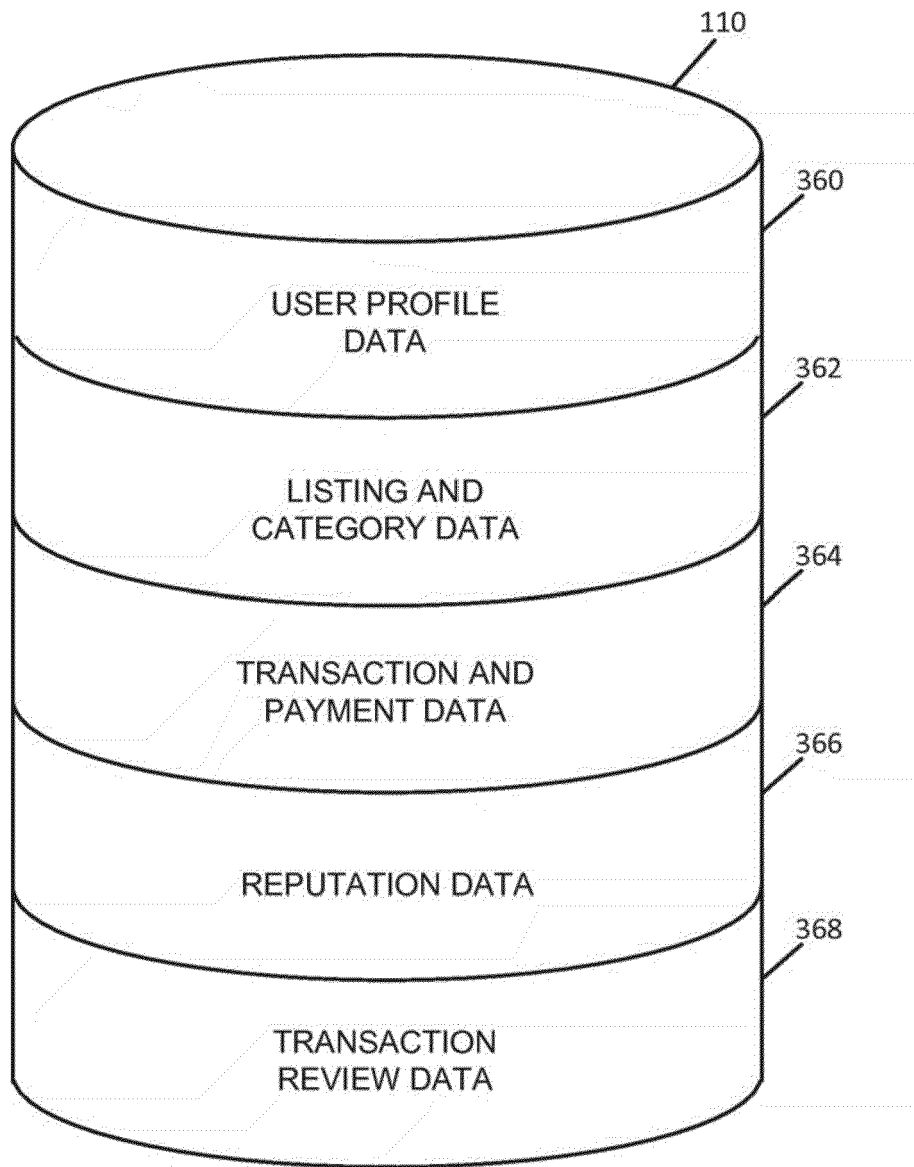 110
360
USER PROFILE
DATA
362
LISTING AND
CATEGORY DATA
364
TRANSACTION AND
PAYMENT DATA
366
REPUTATION DATA
368
TRANSACTION
REVIEW DATA